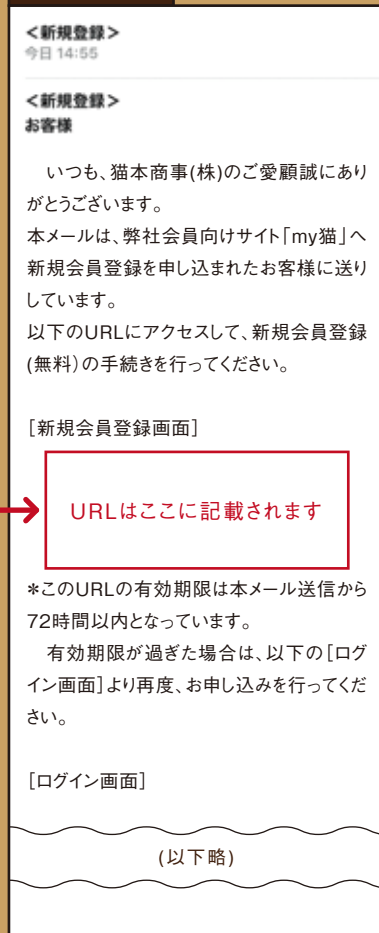 <新規登録>
今日 14:55
<新規登録>
お客様
いつも、猫本商事(株)のご愛顧誠にあり
がとうございます。
本メールは、弊社会員向けサイト「my猫」へ
新規会員登録を申し込まれたお客様に送り
しています。
以下のURLにアクセスして、新規会員登録
(無料)の手続きを行ってください。
[新規会員登録画面]
URLはここに記載されます
*このURLの有効期限は本メール送信から
72時間以内となっています。
有効期限が過ぎた場合は、以下の[ログ
イン画面]より再度、お申し込みを行ってくだ
さい。
[ログイン画面]
(以下略)